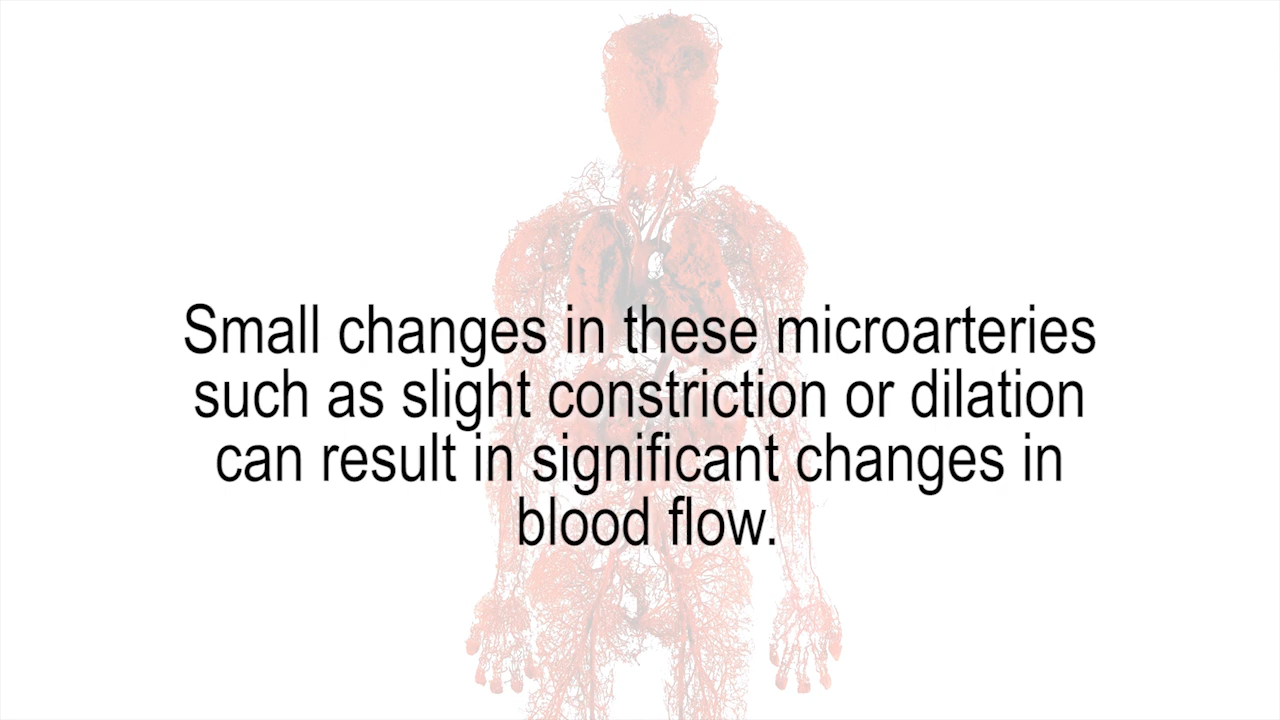 Small changes in these microarteries
such as slight constriction or dilation
can result in significant changes in
blood flow.